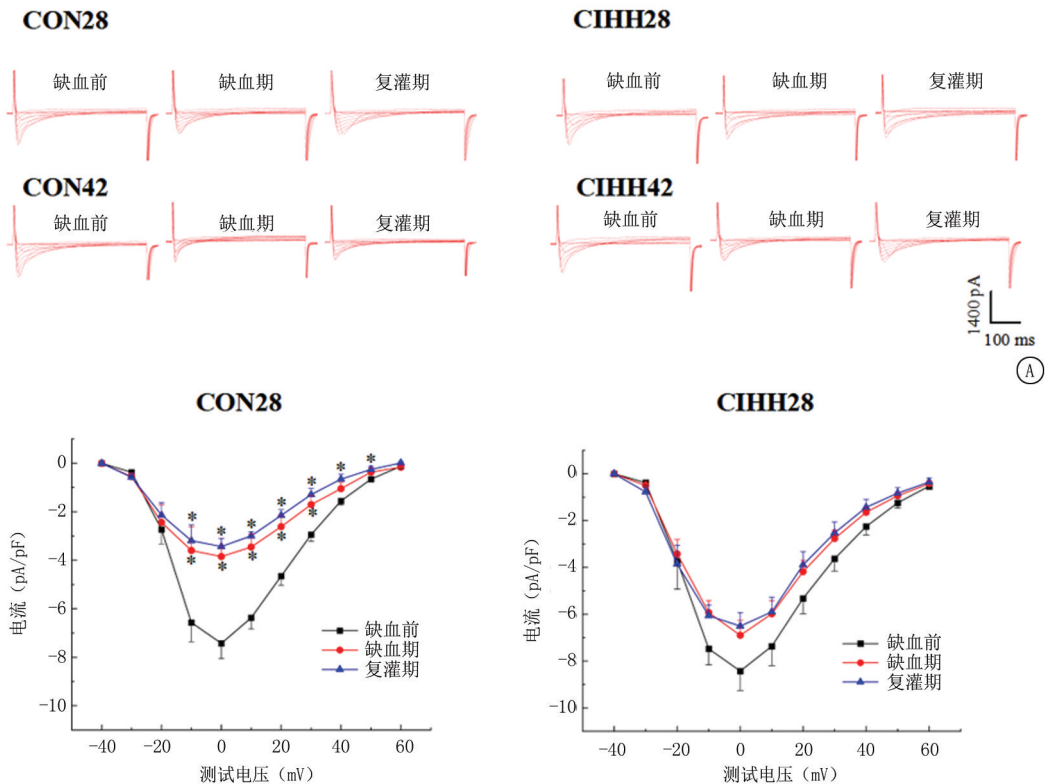 CON28
CIHH28
缺血前 缺血期 复灌期
缺血前 缺血期 复灌期
CON42
CIHH42
缺血前 缺血期 复灌期
缺血前 缺血期 复灌期
1400 pA
100 ms
A
CON28
0
-2
-4
-6
-8
-10
电流 (pA/pF)
* * * * * * *
* * * * *
缺血前
缺血期
复灌期
-40 -20 0 20 40 60
测试电压 (mV)
CIHH28
0
-2
-4
-6
-8
-10
电流 (pA/pF)
缺血前
缺血期
复灌期
-40 -20 0 20 40 60
测试电压 (mV)